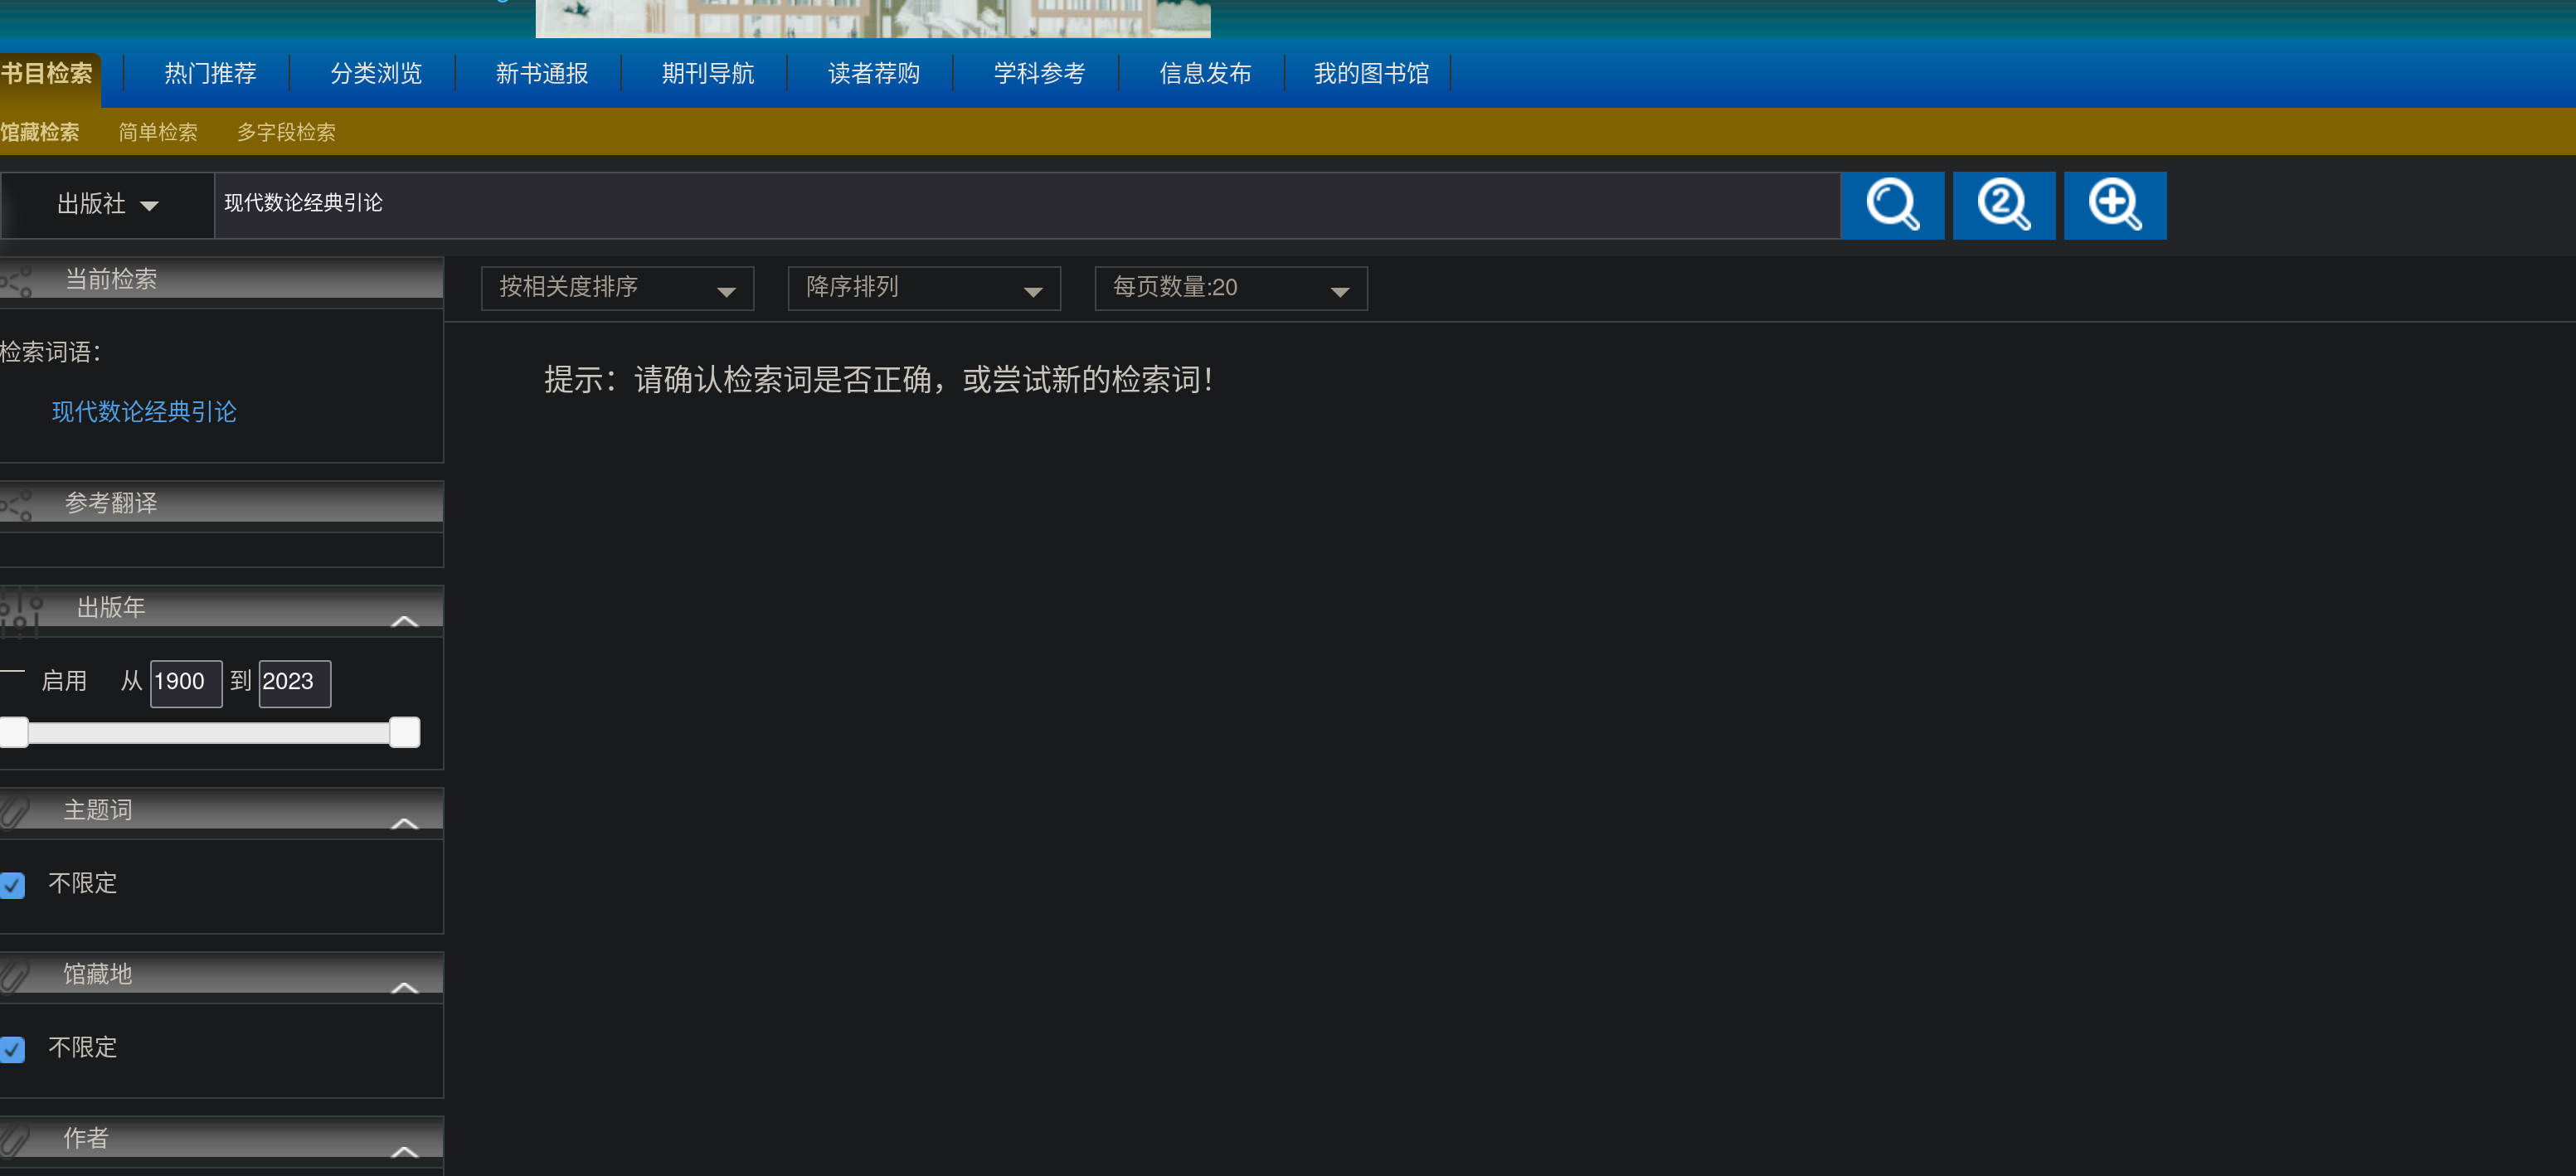 书目检索 热门推荐 分类浏览 新书通报 期刊导航 读者荐购 学科参考 信息发布 我的图书馆
馆藏检索 简单检索 多字段检索
出版社 现代数论经典引论 2
当前检索 按相关度排序 降序排列 每页数量:20
检索词语：
提示：请确认检索词是否正确，或尝试新的检索词！
现代数论经典引论
参考翻译
出版年
启用 从 1900 到 2023
主题词
不限定
馆藏地
不限定
作者